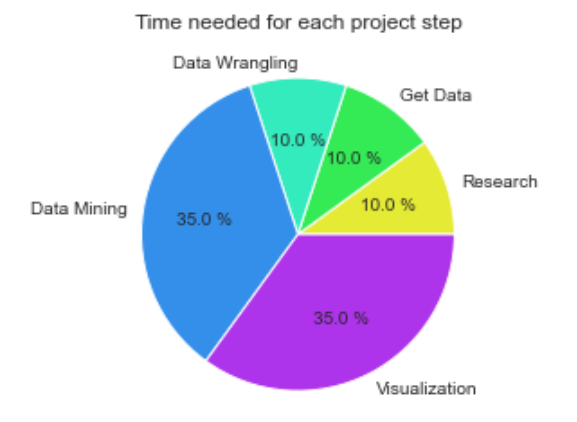 Time needed for each project step
Data Wrangling
Get Data
10.0 %
10.0 %
Research
Data Mining
35.0 %
10.0 %
35.0 %
Visualization